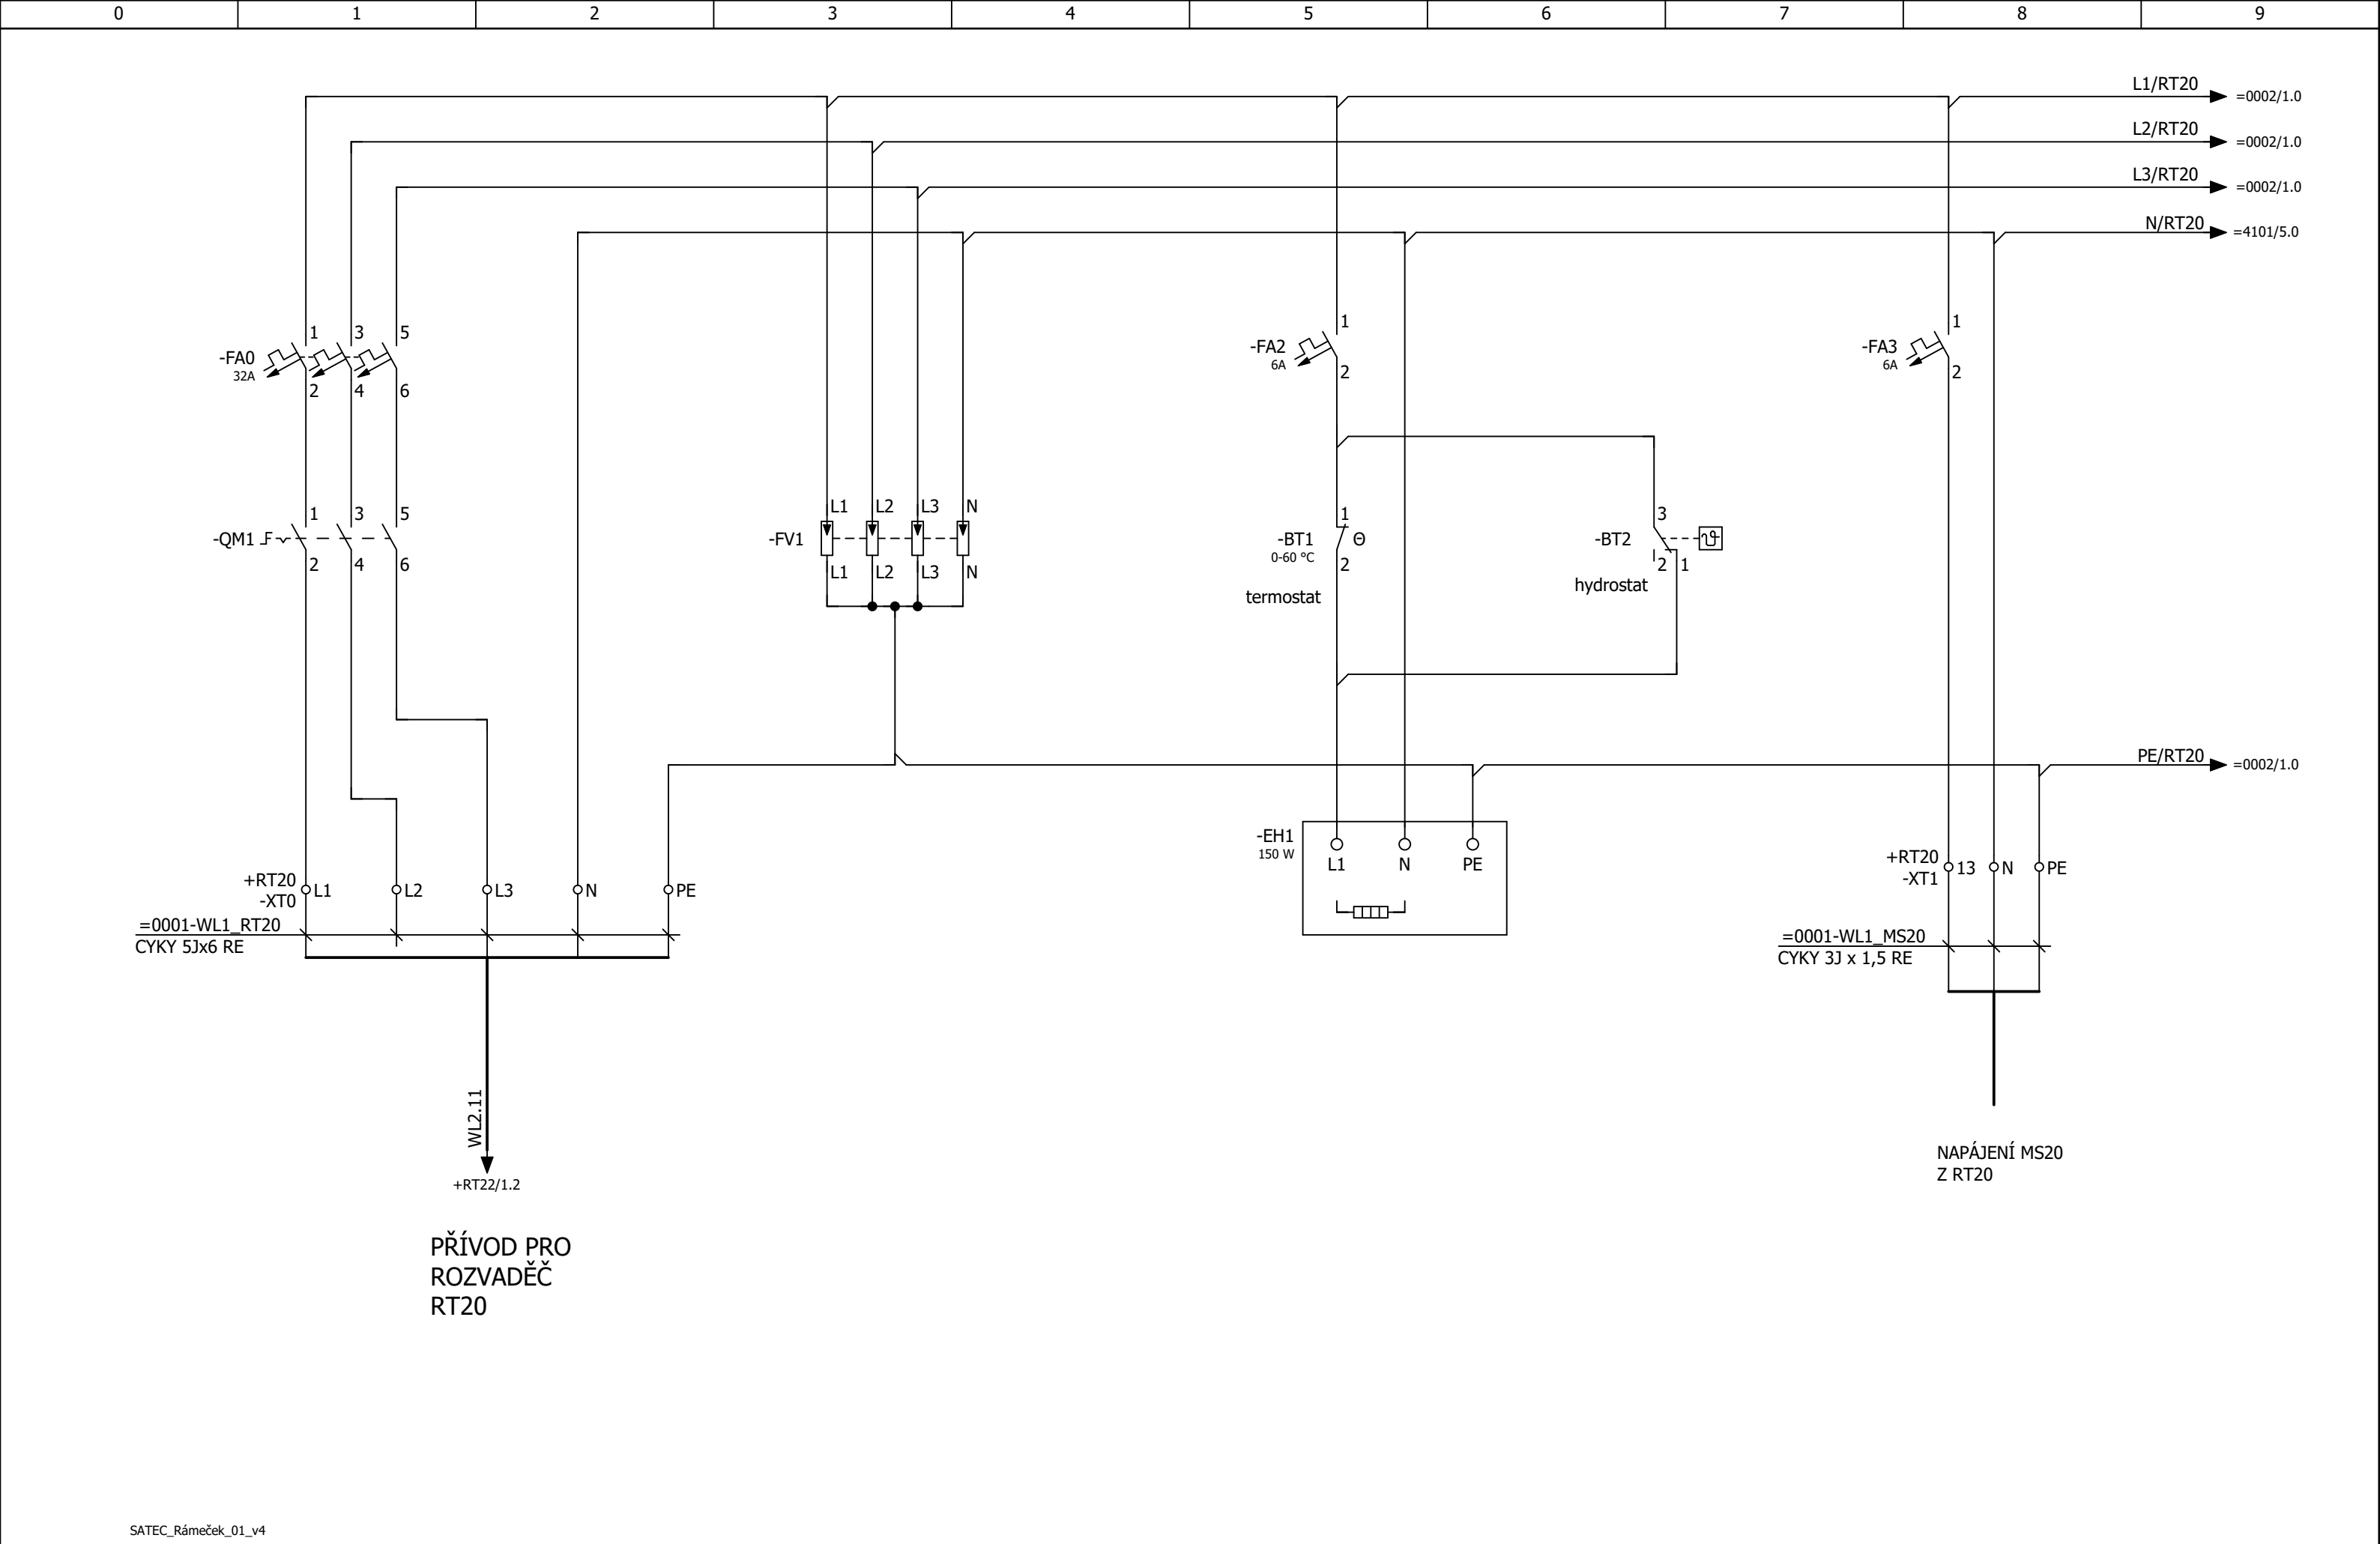 0 1 2 3 4 5 6 7 8 9
L1/RT20 =0002/1.0
L2/RT20 =0002/1.0
L3/RT20 =0002/1.0
N/RT20 =4101/5.0
1 3 5
-FA0
32A
2 4 6
1
-FA2
6A
2
1
-FA3
6A
2
1 3 5
-QM1
2 4 6
L1 L2 L3 N
-FV1
L1 L2 L3 N
1
-BT1 Θ
0-60 °C
2
termostat
3
-BT2 ϑ
2 1
hydrostat
PE/RT20 =0002/1.0
-EH1
150 W
L1 N PE
+RT20
-XT0
L1 L2 L3 N PE
=0001-WL1_RT20
CYKY 5Jx6 RE
+RT20
-XT1
13 N PE
=0001-WL1_MS20
CYKY 3J x 1,5 RE
WL2.11
+RT22/1.2
NAPÁJENÍ MS20
Z RT20
PŘÍVOD PRO
ROZVADĚČ
RT20
SATEC_Rámeček_01_v4